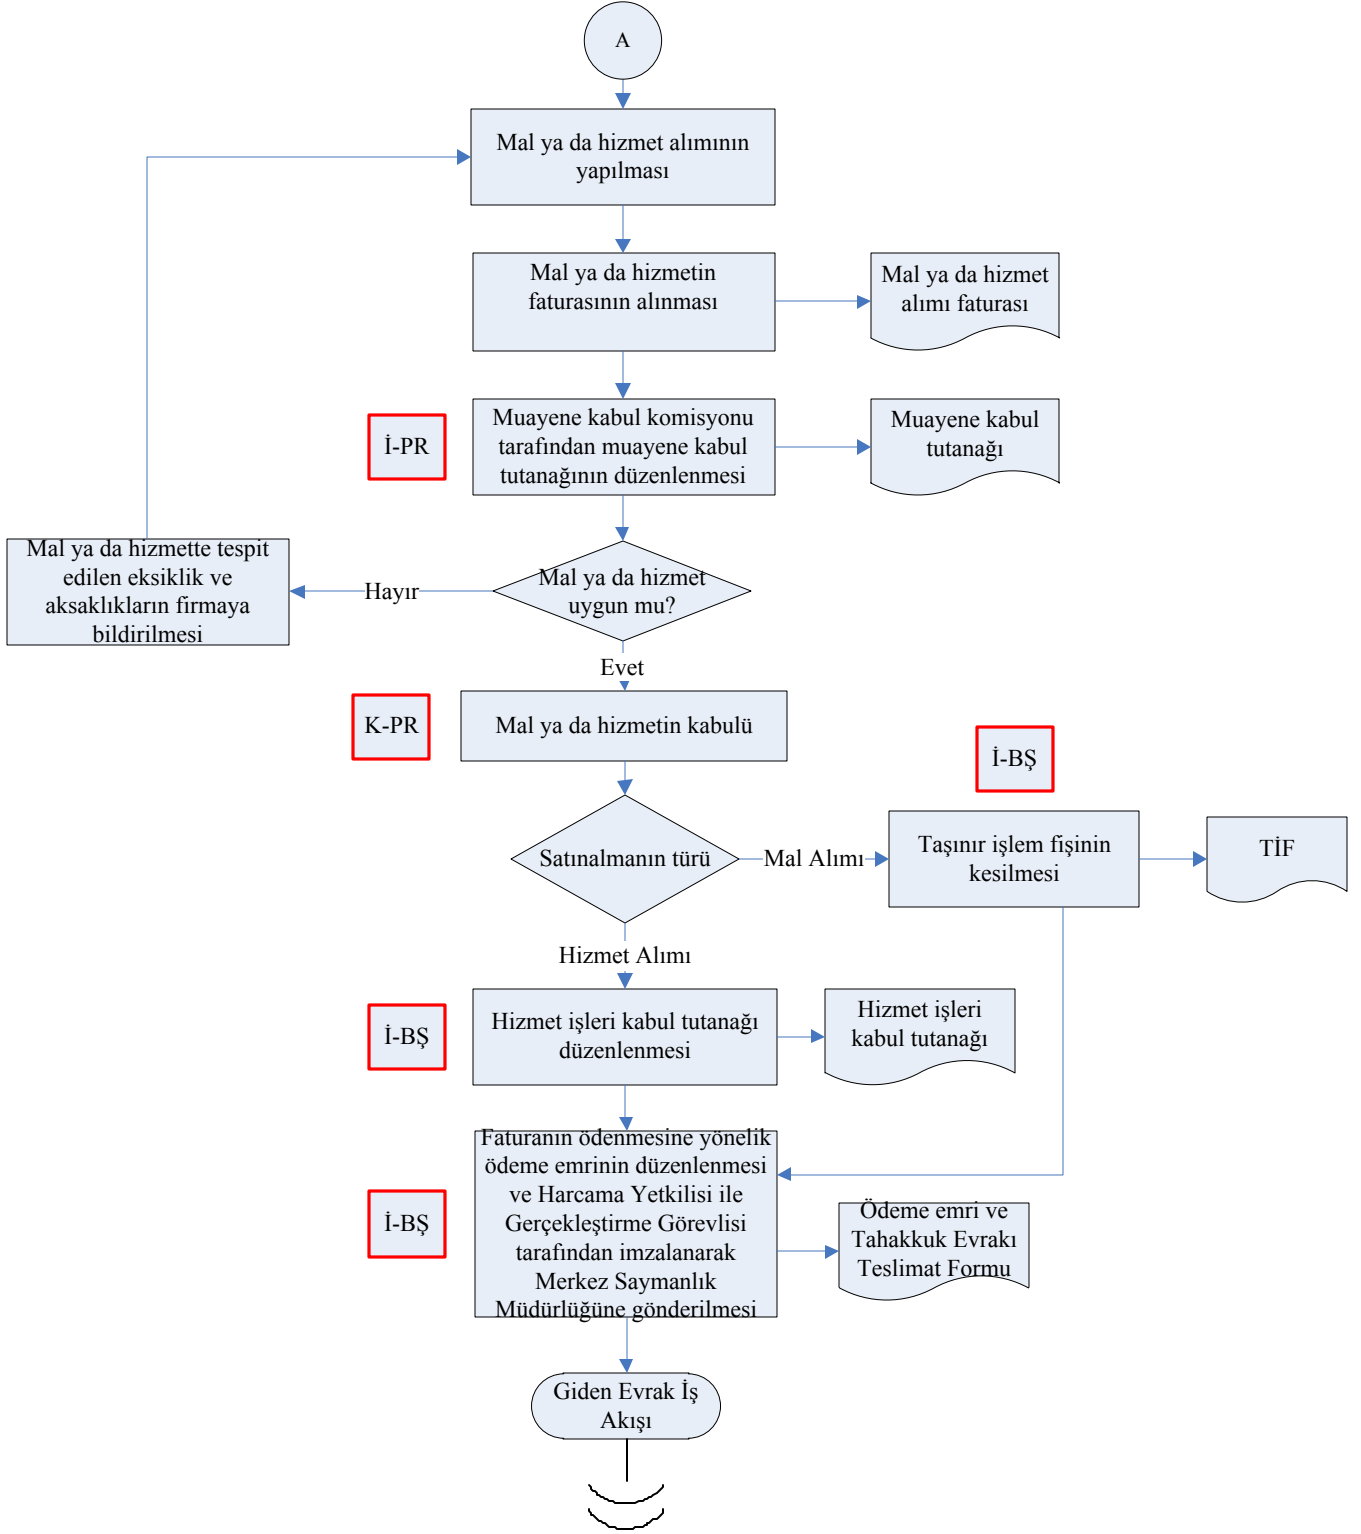 A
Mal ya da hizmet alımının
yapılması
Mal ya da hizmetin
faturasının alınması
Mal ya da hizmet
alımı faturası
İ-PR
Muayene kabul komisyonu
tarafından muayene kabul
tutanağının düzenlenmesi
Muayene kabul
tutanağı
Mal ya da hizmette tespit
edilen eksiklik ve
aksaklıkların firmaya
bildirilmesi
Hayır
Mal ya da hizmet
uygun mu?
Evet
K-PR
Mal ya da hizmetin kabulü
İ-BŞ
Satınalmanın türü
Mal Alımı
Taşınır işlem fişinin
kesilmesi
TİF
Hizmet Alımı
İ-BŞ
Hizmet işleri kabul tutanağı
düzenlenmesi
Hizmet işleri
kabul tutanağı
İ-BŞ
Faturanın ödenmesine yönelik
ödeme emrinin düzenlenmesi
ve Harcama Yetkilisi ile
Gerçekleştirme Görevlisi
tarafından imzalanarak
Merkez Saymanlık
Müdürlüğüne gönderilmesi
Ödeme emri ve
Tahakkuk Evrakı
Teslimat Formu
Giden Evrak İş
Akışı